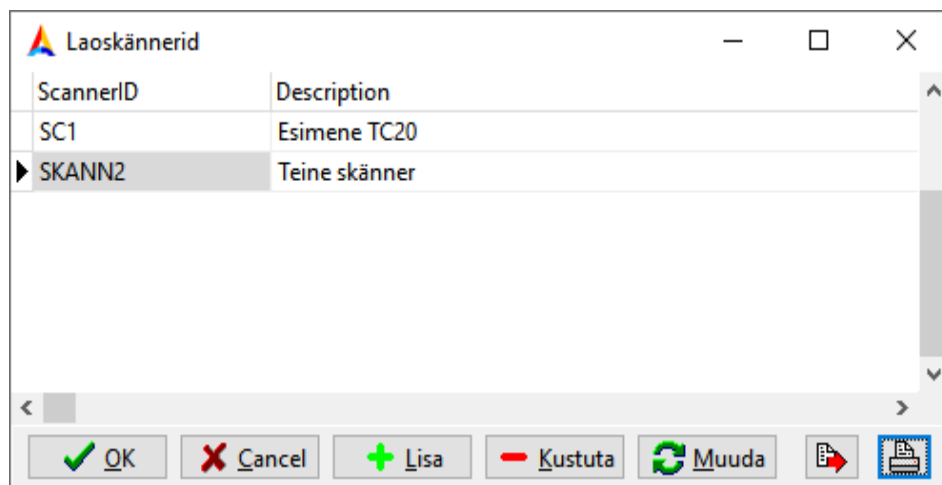 Laoskännerid
ScannerID Description
SC1 Esimene TC20
SKANN2 Teine skänner
OK Cancel Lisa Kustuta Muuda